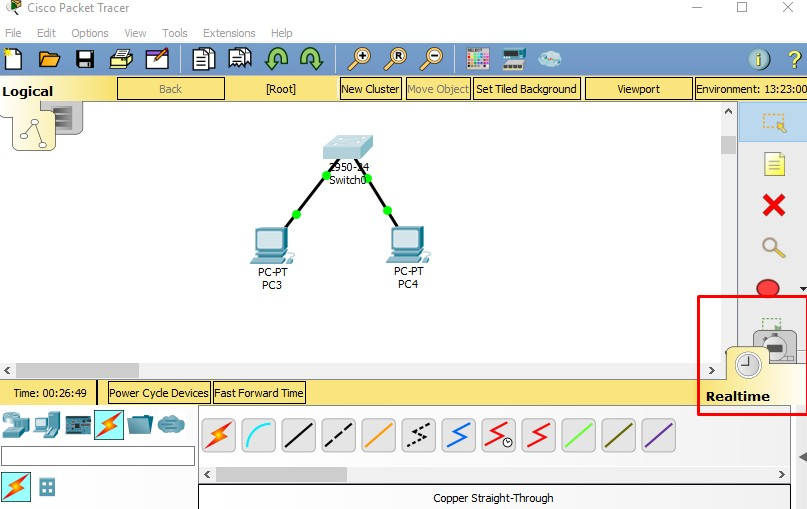 Cisco Packet Tracer
File Edit Options View Tools Extensions Help
Logical
Back
[Root]
New Cluster
Move Object
Set Tiled Background
Viewport
Environment: 13:23:00
2950-24
Switch0
PC-PT
PC3
PC-PT
PC4
Realtime
Time: 00:26:49
Power Cycle Devices
Fast Forward Time
Copper Straight-Through